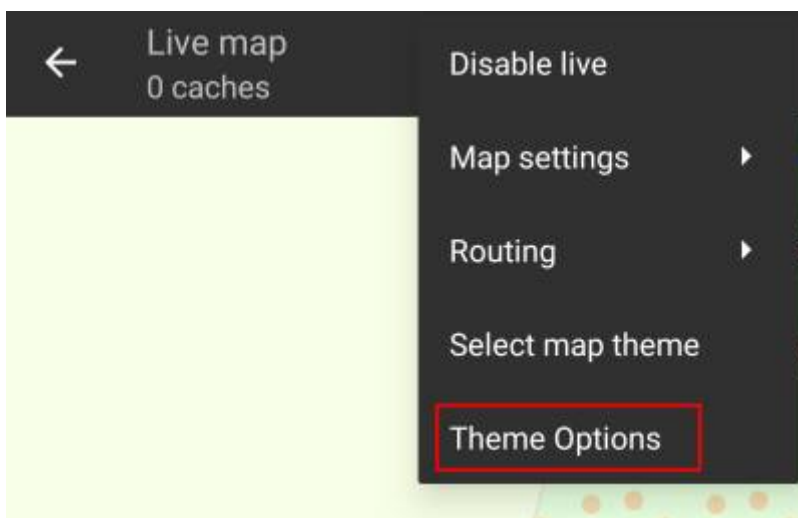 Live map
0 caches
Disable live
Map settings
Routing
Select map theme
Theme Options